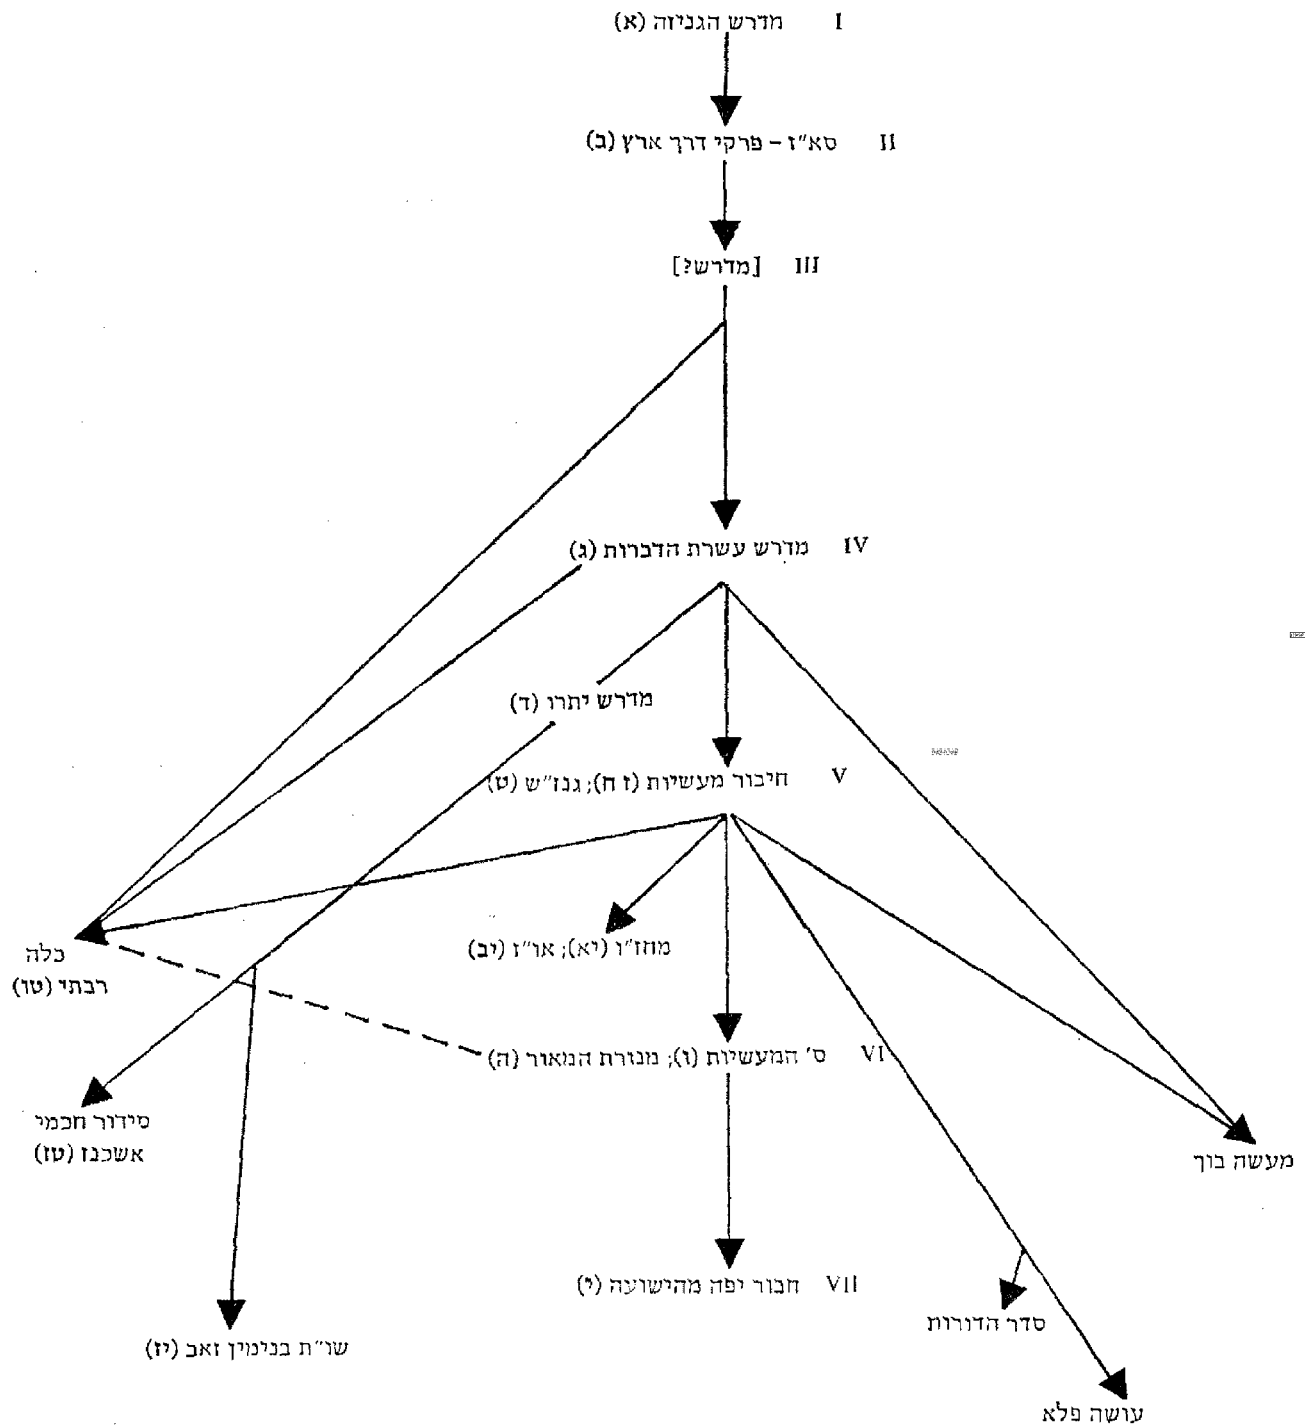 I מדרש הגניזה (א)
II סא״ז – פרקי דרך ארץ (ב)
III [מדרש?]
IV מדרש עשרת הדברות (ג)
מדרש יתרו (ד)
V חיבור מעשיות (ז ח); גנז״ש (ט)
כלה
רבתי (טו)
מחז״ו (יא); או״ז (יב)
VI ס' המעשיות (ו); מנורת המאור (ה)
סידור חכמי
אשכנז (טז)
מעשה בוך
VII חבור יפה מהישועה (י)
סדר הדורות
שו״ת בנימין זאב (יז)
עושה פלא